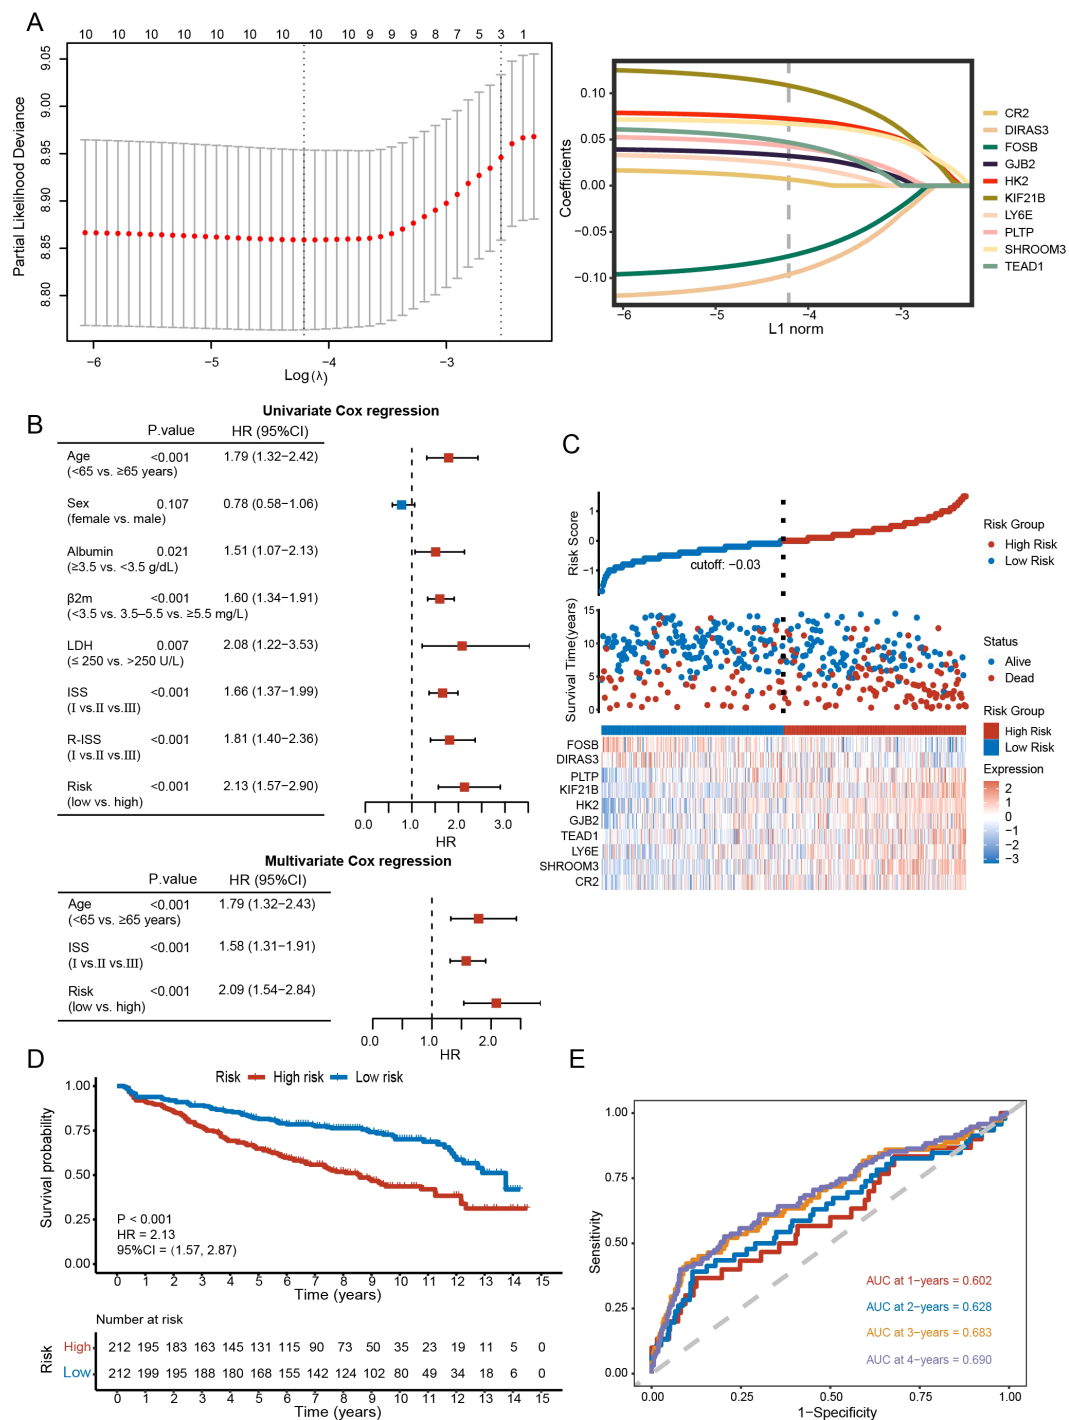 A
10 10 10 10 10 10 10 10 9 9 9 8 7 5 3 1
Partial Likelihood Deviance
9.05
9.00
8.95
8.90
8.85
8.80
−6 −5 −4 −3
Log(λ)
Coefficients
0.10
0.05
0.00
−0.05
−0.10
−6 −5 −4 −3
L1 norm
CR2
DIRAS3
FOSB
GJB2
HK2
KIF21B
LY6E
PLTP
SHROOM3
TEAD1
B
Univariate Cox regression
P.value HR (95%CI)
Age <0.001 1.79 (1.32−2.42)
(<65 vs. ≥65 years)
Sex 0.107 0.78 (0.58−1.06)
(female vs. male)
Albumin 0.021 1.51 (1.07−2.13)
(≥3.5 vs. <3.5 g/dL)
β2m <0.001 1.60 (1.34−1.91)
(<3.5 vs. 3.5–5.5 vs. ≥5.5 mg/L)
LDH 0.007 2.08 (1.22−3.53)
(≤ 250 vs. >250 U/L)
ISS <0.001 1.66 (1.37−1.99)
(Ⅰ vs.Ⅱ vs.Ⅲ)
R-ISS <0.001 1.81 (1.40−2.36)
(Ⅰ vs.Ⅱ vs.Ⅲ)
Risk <0.001 2.13 (1.57−2.90)
(low vs. high)
0.0 1.0 2.0 3.0
HR
Multivariate Cox regression
P.value HR (95%CI)
Age <0.001 1.79 (1.32−2.43)
(<65 vs. ≥65 years)
ISS <0.001 1.58 (1.31−1.91)
(Ⅰ vs.Ⅱ vs.Ⅲ)
Risk <0.001 2.09 (1.54−2.84)
(low vs. high)
0.0 1.0 2.0
HR
C
Risk Score
1
0
−1
cutoff: −0.03
Risk Group
High Risk
Low Risk
Survival Time(years)
15
10
5
0
Status
Alive
Dead
Risk Group
High Risk
Low Risk
FOSB
DIRAS3
PLTP
KIF21B
HK2
GJB2
TEAD1
LY6E
SHROOM3
CR2
Expression
2
1
0
−1
−2
−3
D
Risk High risk Low risk
Survival probability
1.00
0.75
0.50
0.25
0.00
P < 0.001
HR = 2.13
95%CI = (1.57, 2.87)
0 1 2 3 4 5 6 7 8 9 10 11 12 13 14 15
Time (years)
Number at risk
Risk
High 212 195 183 163 145 131 115 90 73 50 35 23 19 11 5 0
Low 212 199 195 188 180 168 155 142 124 102 80 49 34 18 6 0
0 1 2 3 4 5 6 7 8 9 10 11 12 13 14 15
Time (years)
E
Sensitivity
1.00
0.75
0.50
0.25
0.00
AUC at 1-years = 0.602
AUC at 2-years = 0.628
AUC at 3-years = 0.683
AUC at 4-years = 0.690
0.00 0.25 0.50 0.75 1.00
1-Specificity